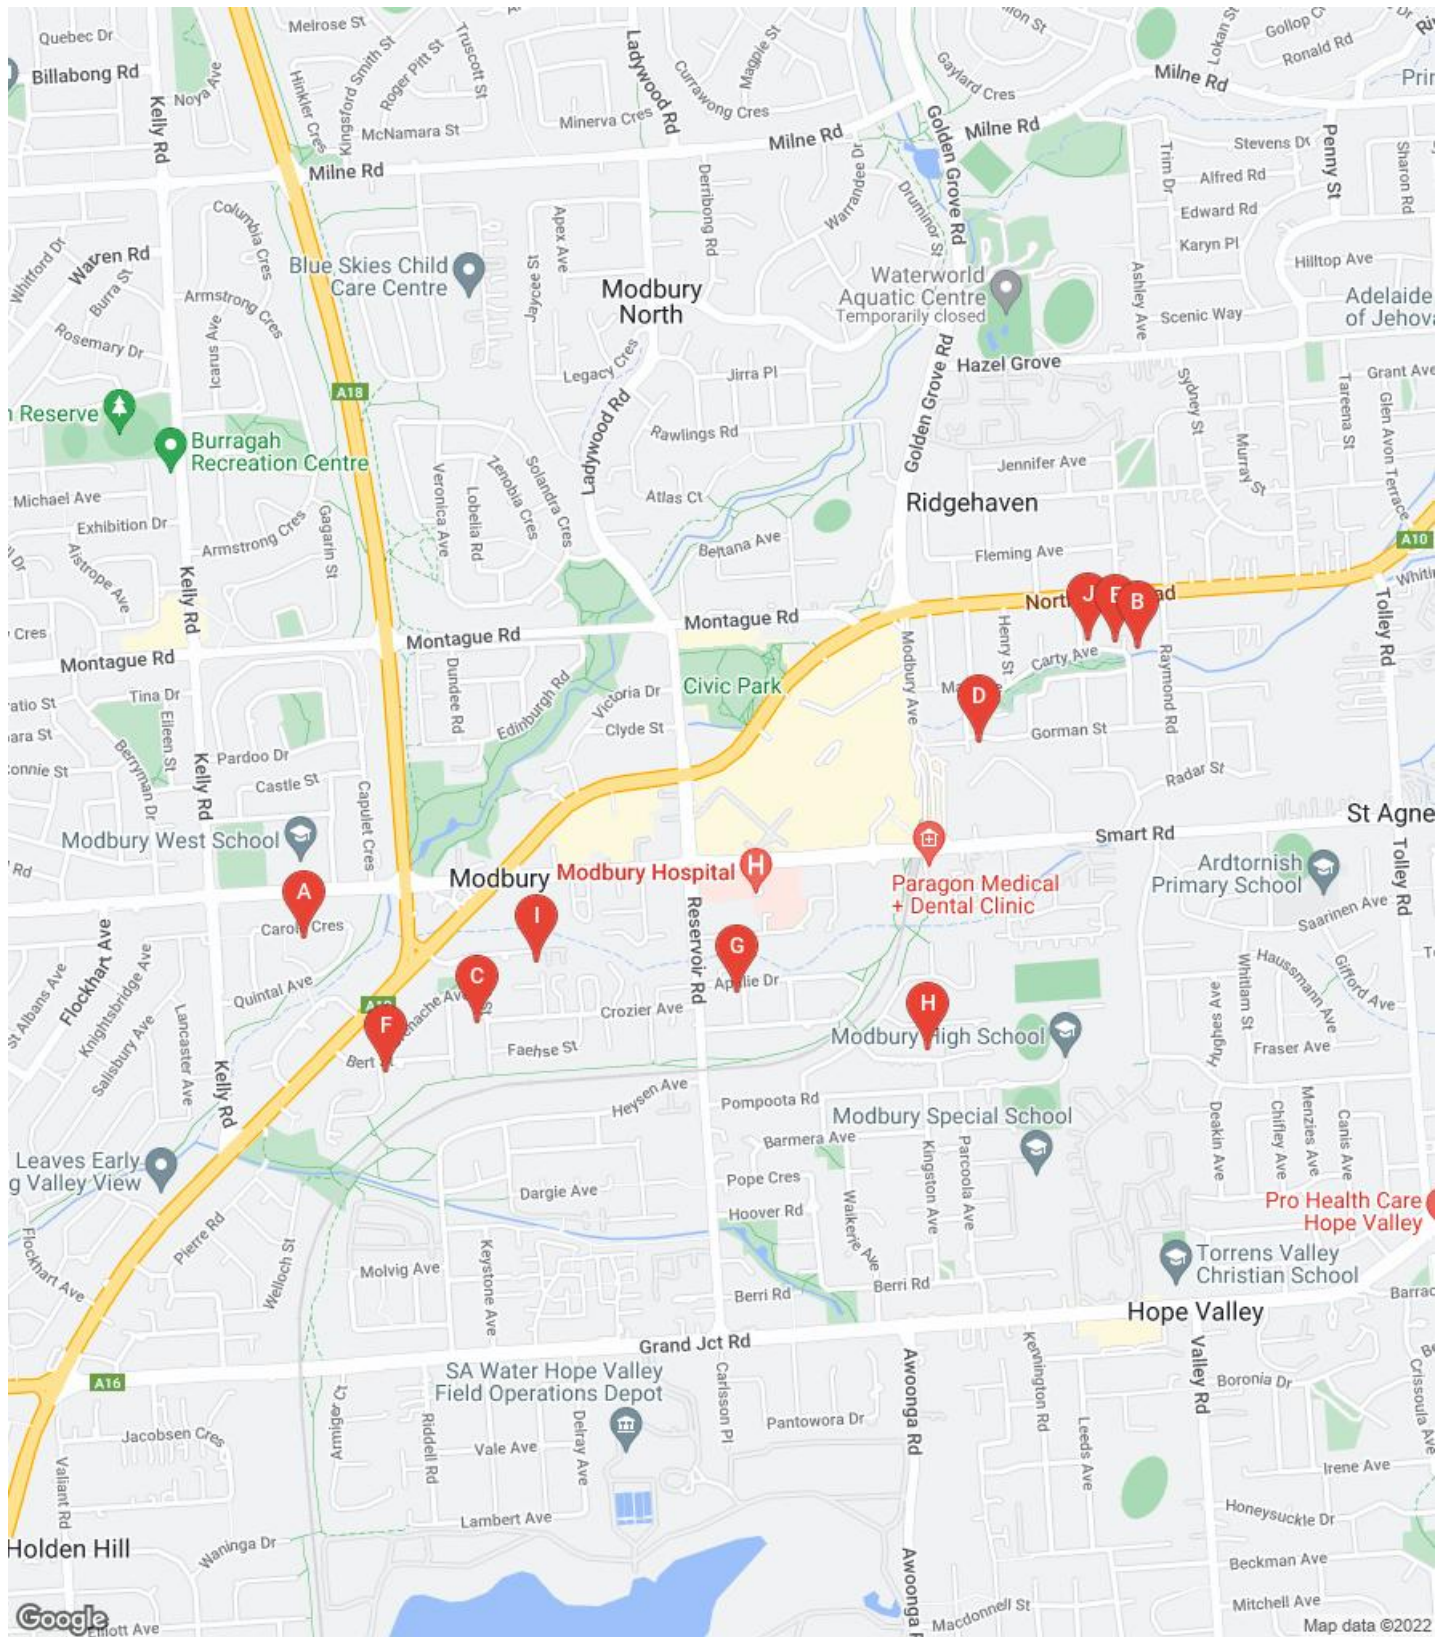 Quebec Dr
Melrose St
Billabong Rd
Noya Ave
Hinkler Cres
Kingsford Smith St
Roger Pitt St
Truscott St
McNamara St
Minerva Cres
Ladywood Rd
Currawong Cres
Magpie St
Gaylard Cres
Milne Rd
Lokan St
Ronald Rd
Kelly Rd
Milne Rd
Milne Rd
Milne Rd
Golden Grove Rd
Stevens Dr
Penny St
Sharon Rd
Trim Dr
Alfred Rd
Edward Rd
Karyn Pl
Hilltop Ave
Columbia Cres
Apex Ave
Derribong Rd
Warrandee Dr
Druminor St
Whitford Dr
Warren Rd
Burra St
Armstrong Cres
Rosemary Dr
Icarus Ave
Blue Skies Child
Care Centre
Jaycee St
Modbury
North
Waterworld
Aquatic Centre
Temporarily closed
Ashley Ave
Scenic Way
Adelaide
of Jehova
Hazel Grove
Golden Grove Rd
Legacy Cres
Jirra Pl
Grant Ave
A18
Ladywood Rd
Sydney St
Tareena St
Glen Avon Terrace
n Reserve
Burragah
Recreation Centre
Rawlings Rd
Jennifer Ave
Murray St
Michael Ave
Exhibition Dr
Armstrong Cres
Gagarin St
Veronica Ave
Lobelia Rd
Zenobia Cres
Solandra Cres
Atlas Ct
Ridgehaven
Aistrope Ave
Beltana Ave
Fleming Ave
A10
Kelly Rd
J
E
B
Tolley Rd
Cres
Montague Rd
Montague Rd
Montague Rd
Modbury Ave
Henry St
Carty Ave
Raymond Rd
Tina Dr
Eileen St
Dundee Rd
Edinburgh Rd
Victoria Dr
Clyde St
Civic Park
D
Gorman St
Berryman Dr
Pardoo Dr
Castle St
Kelly Rd
Capulet Cres
Radar St
Modbury West School
Smart Rd
St Agne
Rd
A
Carole Cres
Modbury
Modbury Hospital
H
Paragon Medical
+ Dental Clinic
Ardtornish
Primary School
Tolley Rd
Saarinen Ave
I
Reservoir Rd
G
Flockhart Ave
St Albans Ave
Knightsbridge Ave
Salisbury Ave
Lancaster Ave
Quintal Ave
C
Crozier Ave
H
Modbury High School
Hughes Ave
Whitlam St
Haussmann Ave
Gifford Ave
Fraser Ave
F
Bert St
Faehse St
Kelly Rd
Heysen Ave
Pompoota Rd
Modbury Special School
Deakin Ave
Chifley Ave
Menzies Ave
Canis Ave
Barmera Ave
Kingston Ave
Parcoola Ave
Leaves Early
g Valley View
Dargie Ave
Pope Cres
Hoover Rd
Waikerie Ave
Pro Health Care
Hope Valley
Flockhart Ave
Pierre Rd
Welloch St
Molvig Ave
Keystone Ave
Berri Rd
Berri Rd
Torrens Valley
Christian School
Hope Valley
Grand Jct Rd
A16
SA Water Hope Valley
Field Operations Depot
Carlsson Pl
Awoonga Rd
Kennington Rd
Valley Rd
Boronia Dr
Crissoula Ave
Armiger Ct
Riddell Rd
Delray Ave
Pantowora Dr
Leeds Ave
Jacobsen Cres
Vale Ave
Irene Ave
Valiant Rd
Lambert Ave
Honeysuckle Dr
Holden Hill
Waninga Dr
Beckman Ave
Macdonnell St
Mitchell Ave
Google
Map data ©2022